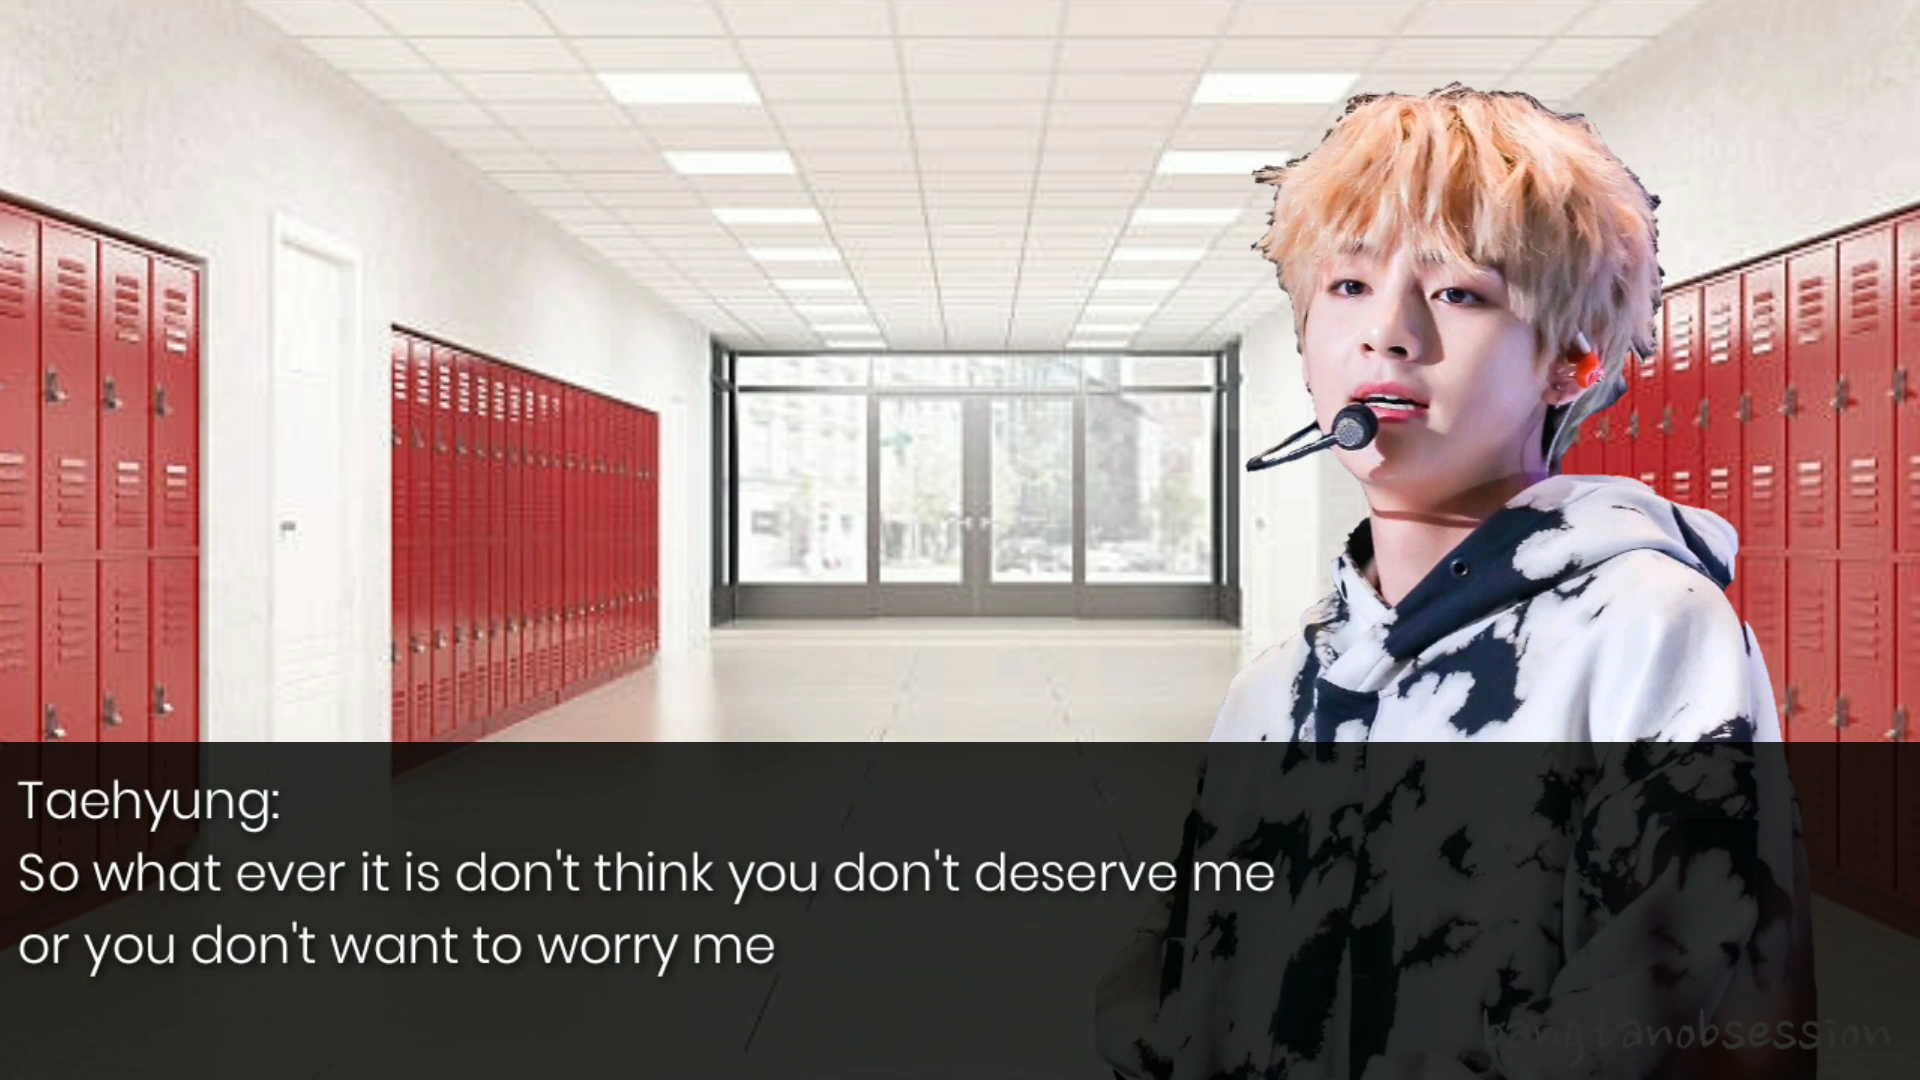 Taehyung:
So what ever it is don't think you don't deserve me
or you don't want to worry me
bangtanobsession